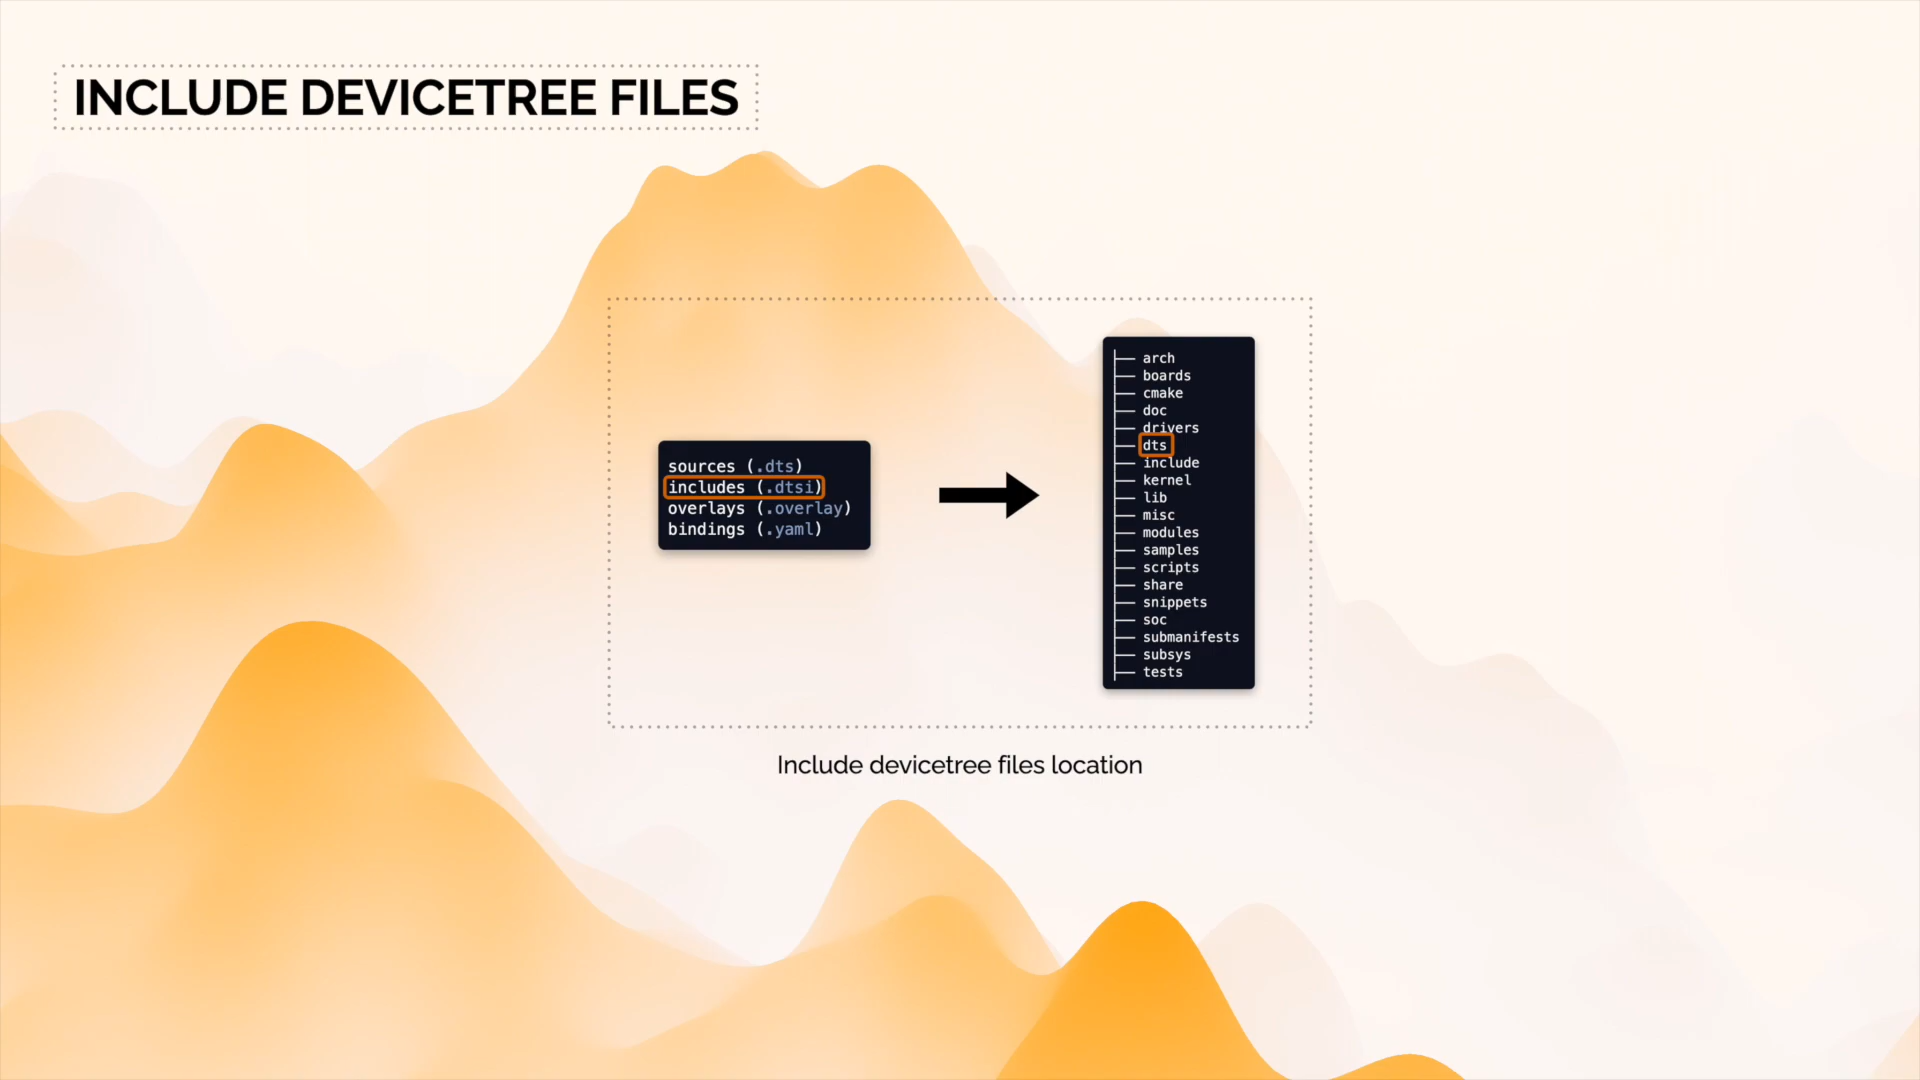 INCLUDE DEVICETREE FILES
sources (.dts)
includes (.dtsi)
overlays (.overlay)
bindings (.yaml)
arch
boards
cmake
doc
drivers
dts
include
kernel
lib
misc
modules
samples
scripts
share
snippets
soc
submanifests
subsys
tests
Include devicetree files location